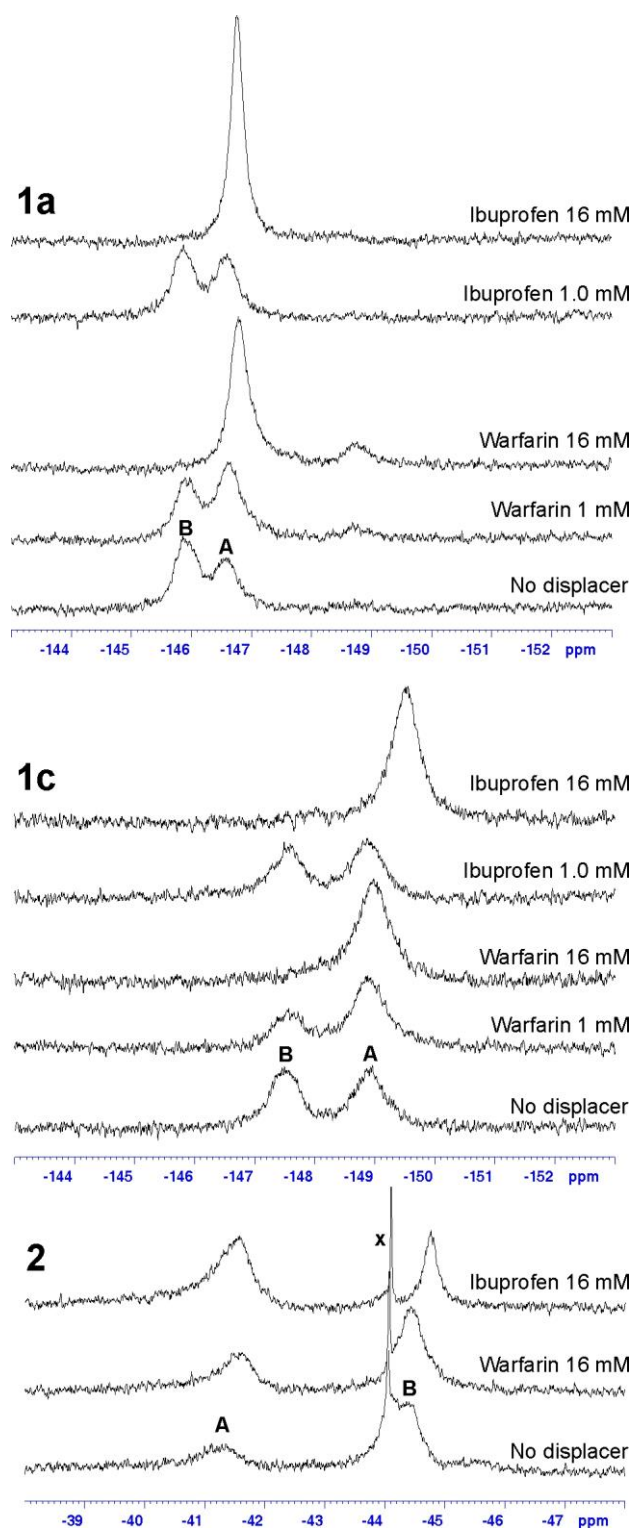 1a
Ibuprofen 16 mM
Ibuprofen 1.0 mM
Warfarin 16 mM
Warfarin 1 mM
B A
No displacer
-144 -145 -146 -147 -148 -149 -150 -151 -152 ppm
1c
Ibuprofen 16 mM
Ibuprofen 1.0 mM
Warfarin 16 mM
Warfarin 1 mM
B A
No displacer
-144 -145 -146 -147 -148 -149 -150 -151 -152 ppm
2
x
Ibuprofen 16 mM
Warfarin 16 mM
A B
No displacer
-39 -40 -41 -42 -43 -44 -45 -46 -47 ppm